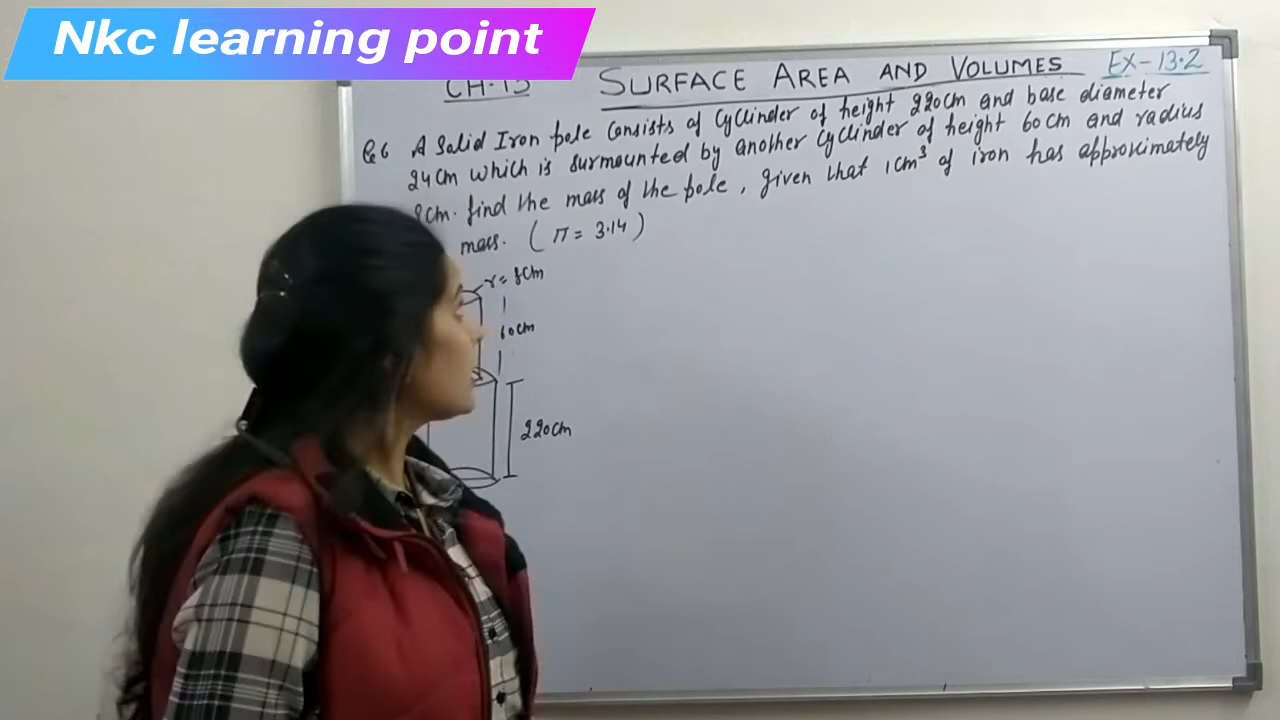 Nkc learning point
CH.13 SURFACE AREA AND VOLUMES EX-13.2
Q.6 A Solid Iron pole Consists of Cylinder of height 220cm and base diameter
24cm which is surmounted by another Cylinder of height 60cm and radius
8cm. find the mass of the pole, given that 1cm³ of iron has approximately
mass. (π = 3.14)
r = 8cm
60cm
220cm